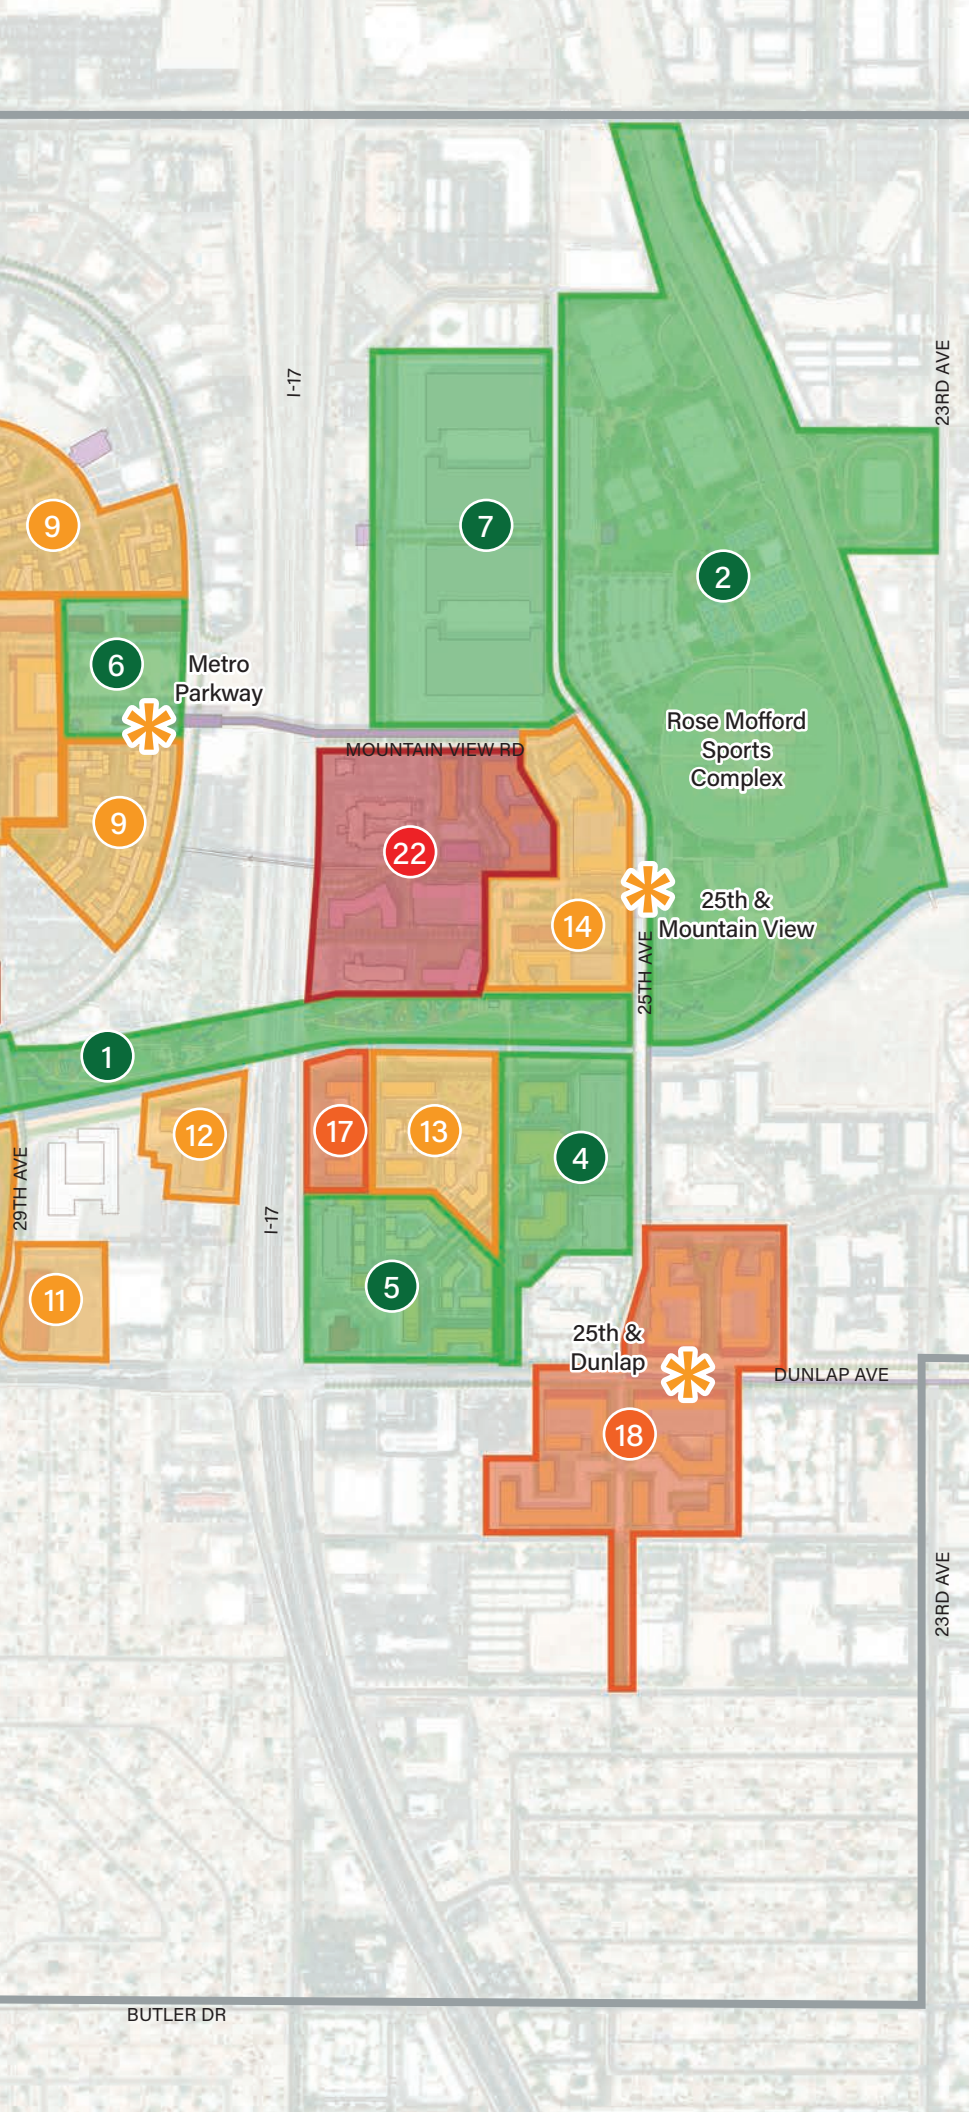 23RD AVE
I-17
9
7
2
6
Metro
Parkway
Rose Mofford
Sports
Complex
MOUNTAIN VIEW RD
9
22
25th &
Mountain View
14
25TH AVE
1
12
17
13
4
29TH AVE
I-17
5
11
25th &
Dunlap
DUNLAP AVE
18
23RD AVE
BUTLER DR